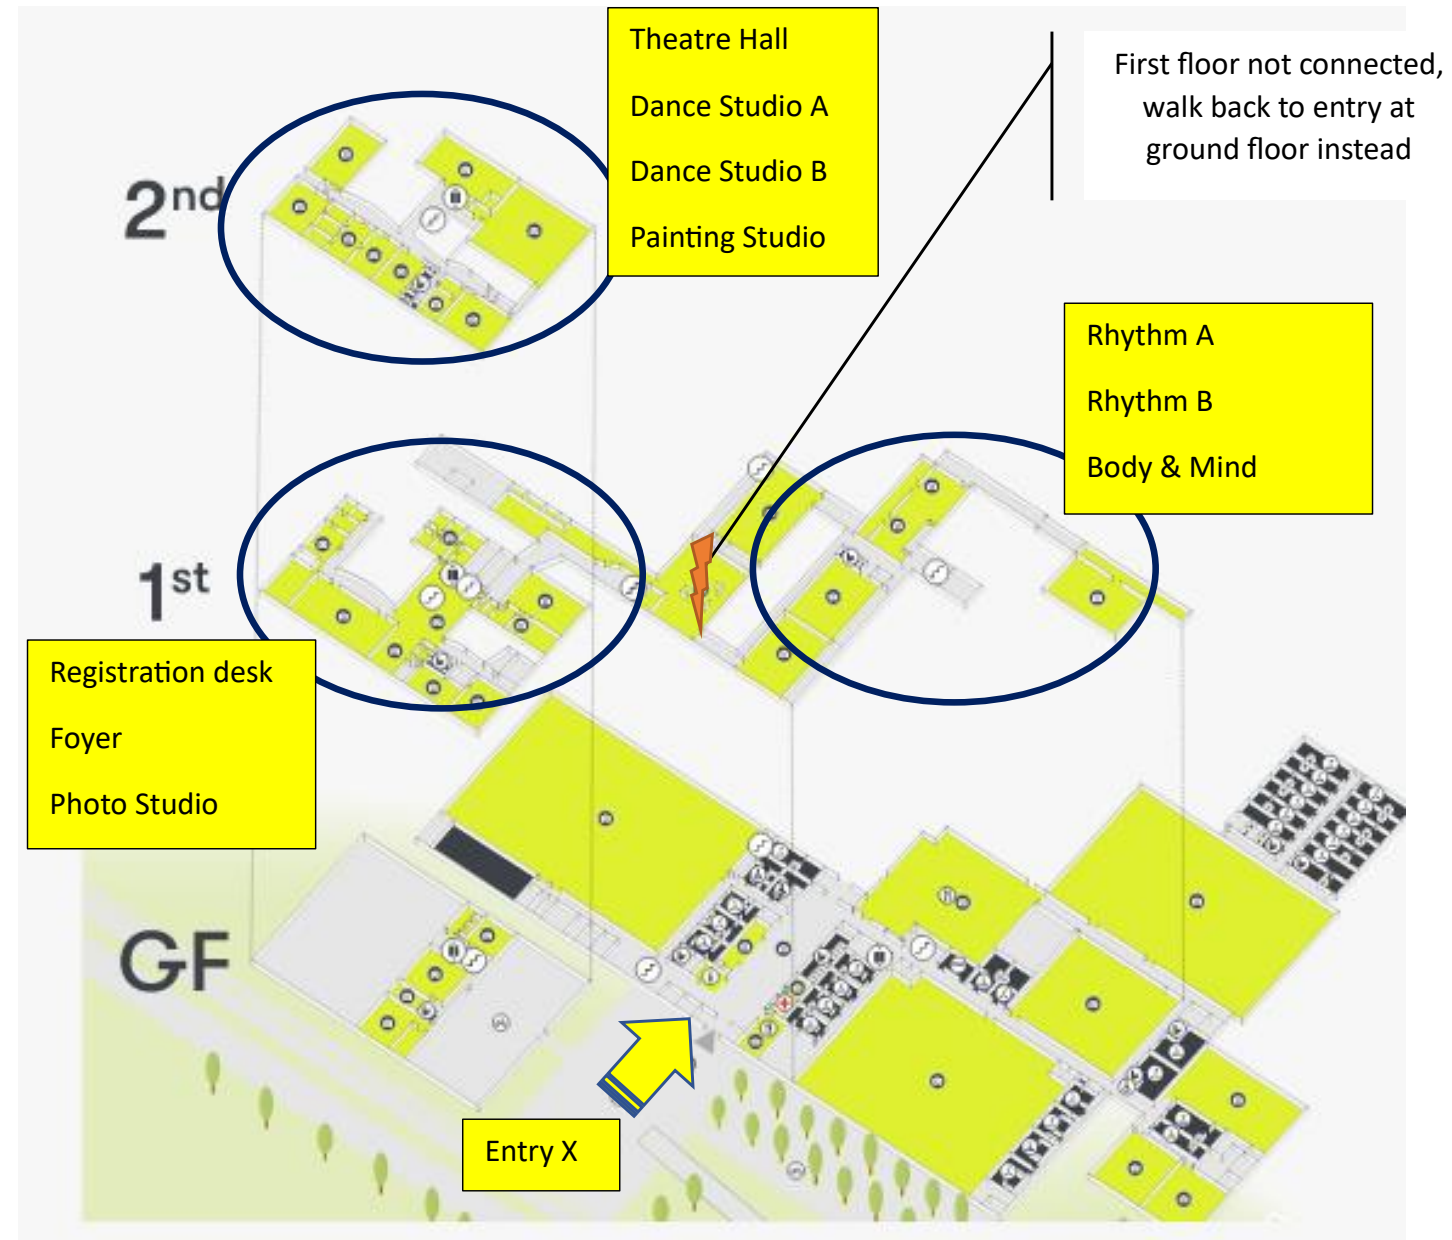 Theatre Hall
Dance Studio A
Dance Studio B
Painting Studio
First floor not connected,
walk back to entry at
ground floor instead
2nd
Rhythm A
Rhythm B
Body & Mind
1st
Registration desk
Foyer
Photo Studio
GF
Entry X